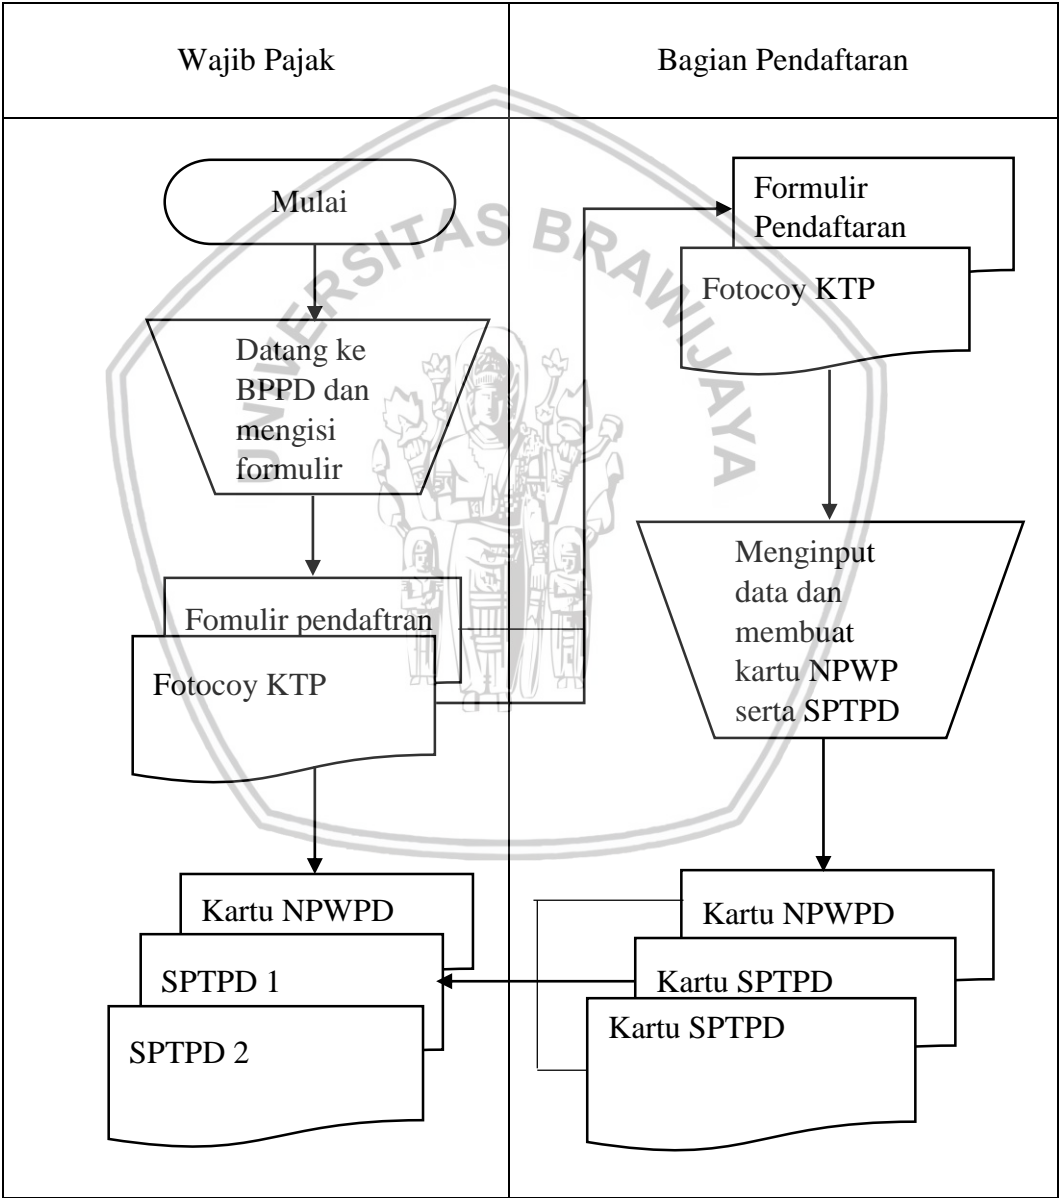 Wajib Pajak
Bagian Pendaftaran
Mulai
Datang ke
BPPD dan
mengisi
formulir
Fomulir pendaftran
Fotocoy KTP
Kartu NPWPD
SPTPD 1
SPTPD 2
Formulir
Pendaftaran
Fotocoy KTP
Menginput
data dan
membuat
kartu NPWP
serta SPTPD
Kartu NPWPD
Kartu SPTPD
Kartu SPTPD
UNIVERSITAS BRAWIJAYA